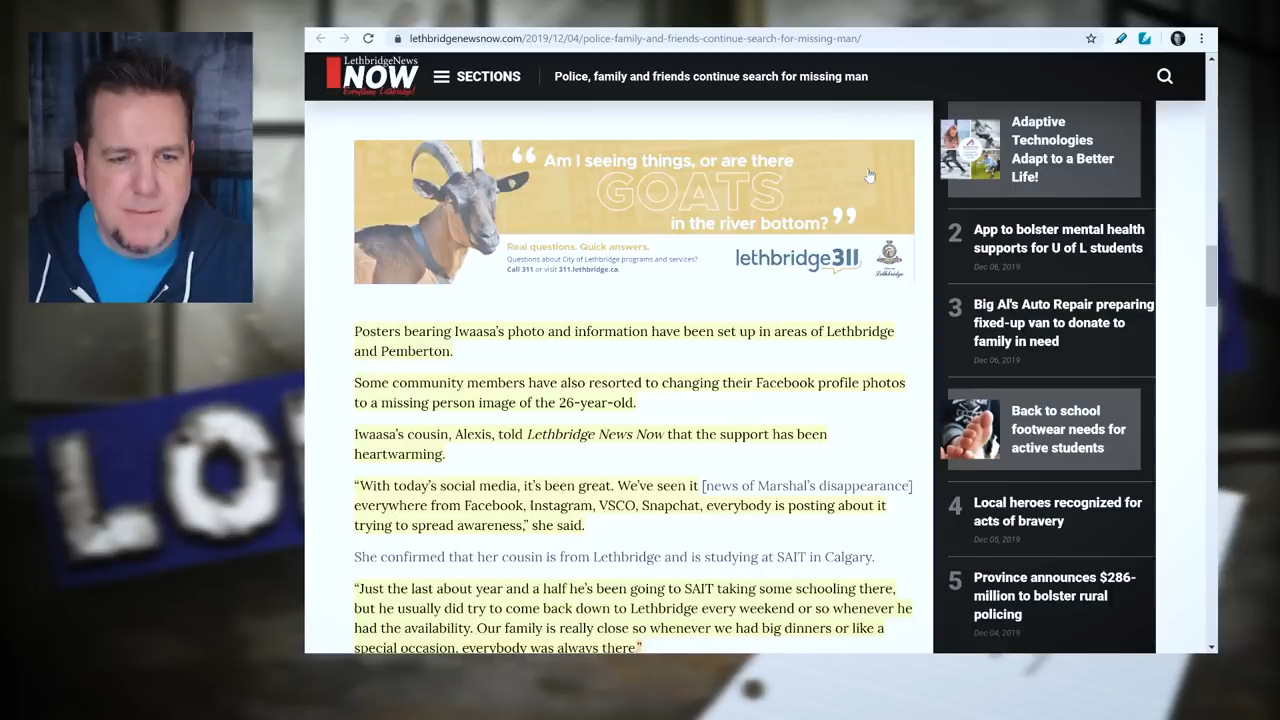 lethbridgenewsnow.com/2019/12/04/police-family-and-friends-continue-search-for-missing-man/
LethbridgeNews
NOW
Everything Lethbridge!
SECTIONS
Police, family and friends continue search for missing man
“ Am I seeing things, or are there
GOATS
in the river bottom? ”
Real questions. Quick answers.
Questions about City of Lethbridge programs and services?
Call 311 or visit 311.lethbridge.ca.
lethbridge311
Posters bearing Iwaasa’s photo and information have been set up in areas of Lethbridge
and Pemberton.
Some community members have also resorted to changing their Facebook profile photos
to a missing person image of the 26-year-old.
Iwaasa’s cousin, Alexis, told Lethbridge News Now that the support has been
heartwarming.
“With today’s social media, it’s been great. We’ve seen it [news of Marshal’s disappearance]
everywhere from Facebook, Instagram, VSCO, Snapchat, everybody is posting about it
trying to spread awareness,” she said.
She confirmed that her cousin is from Lethbridge and is studying at SAIT in Calgary.
“Just the last about year and a half he’s been going to SAIT taking some schooling there,
but he usually did try to come back down to Lethbridge every weekend or so whenever he
had the availability. Our family is really close so whenever we had big dinners or like a
special occasion, everybody was always there.”
Adaptive
Technologies
Adapt to a Better
Life!
2
App to bolster mental health
supports for U of L students
Dec 06, 2019
3
Big Al's Auto Repair preparing
fixed-up van to donate to
family in need
Dec 06, 2019
Back to school
footwear needs for
active students
4
Local heroes recognized for
acts of bravery
Dec 05, 2019
5
Province announces $286-
million to bolster rural
policing
Dec 04, 2019